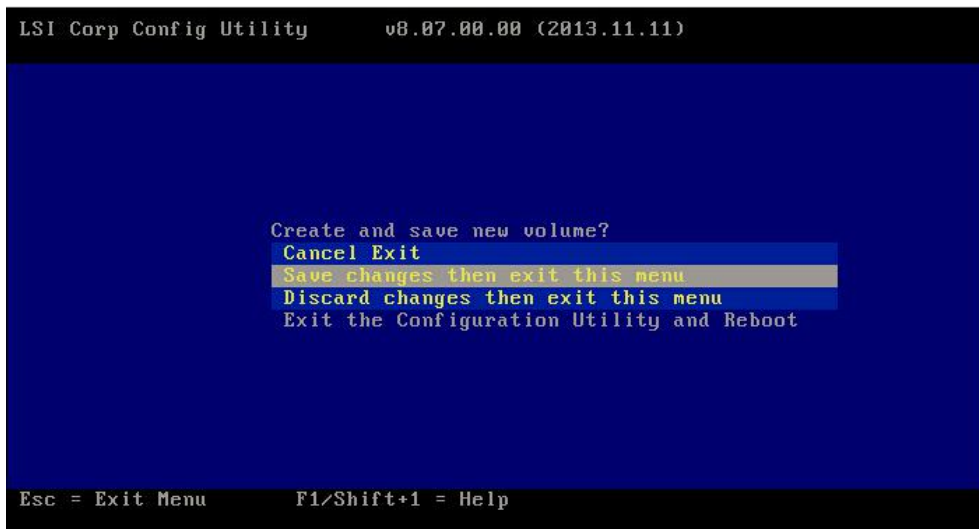 LSI Corp Config Utility v8.07.00.00 (2013.11.11)
Create and save new volume?
Cancel Exit
Save changes then exit this menu
Discard changes then exit this menu
Exit the Configuration Utility and Reboot
Esc = Exit Menu F1/Shift+1 = Help